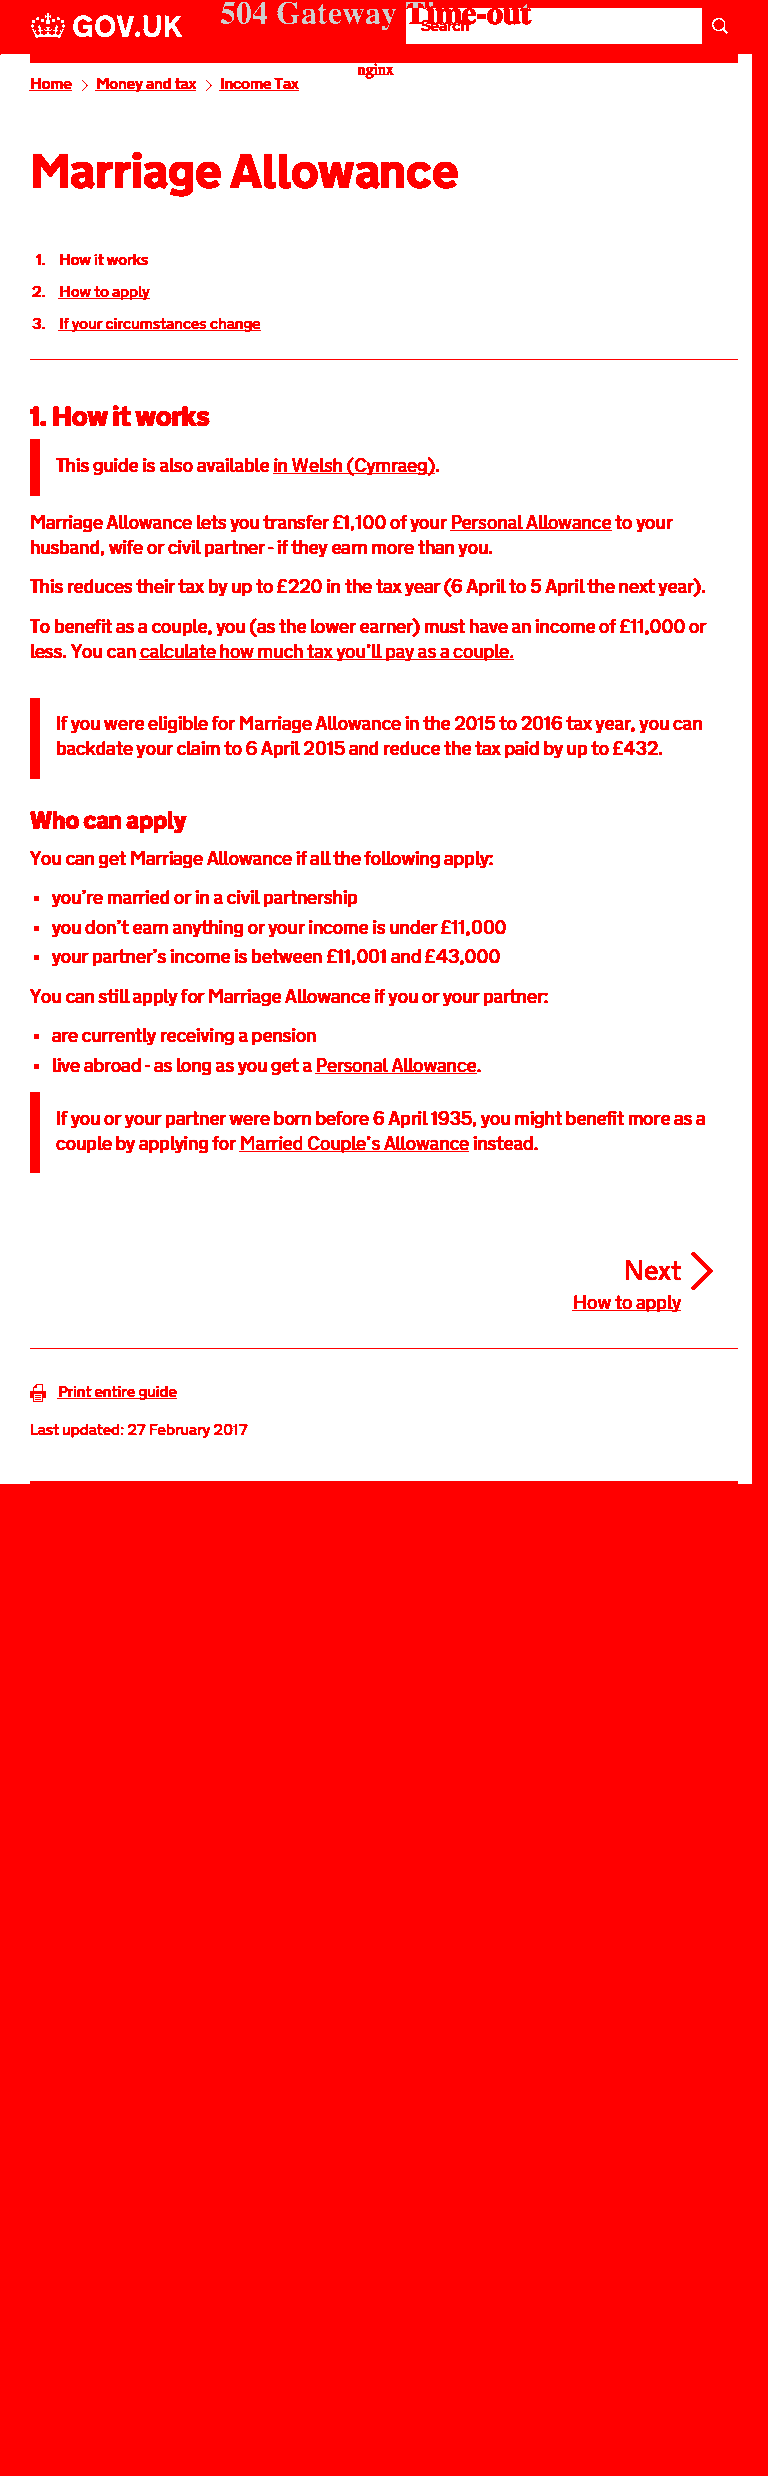 GOV.UK
504 Gateway Time-out
Search
nginx
Home Money and tax Income Tax
Marriage Allowance
1. How it works
2. How to apply
3. If your circumstances change
1. How it works
This guide is also available in Welsh (Cymraeg).
Marriage Allowance lets you transfer £1,100 of your Personal Allowance to your
husband, wife or civil partner - if they earn more than you.
This reduces their tax by up to £220 in the tax year (6 April to 5 April the next year).
To benefit as a couple, you (as the lower earner) must have an income of £11,000 or
less. You can calculate how much tax you'll pay as a couple.
If you were eligible for Marriage Allowance in the 2015 to 2016 tax year, you can
backdate your claim to 6 April 2015 and reduce the tax paid by up to £432.
Who can apply
You can get Marriage Allowance if all the following apply:
▪ you're married or in a civil partnership
▪ you don't earn anything or your income is under £11,000
▪ your partner's income is between £11,001 and £43,000
You can still apply for Marriage Allowance if you or your partner:
▪ are currently receiving a pension
▪ live abroad - as long as you get a Personal Allowance.
If you or your partner were born before 6 April 1935, you might benefit more as a
couple by applying for Married Couple's Allowance instead.
Next
How to apply
Print entire guide
Last updated: 27 February 2017